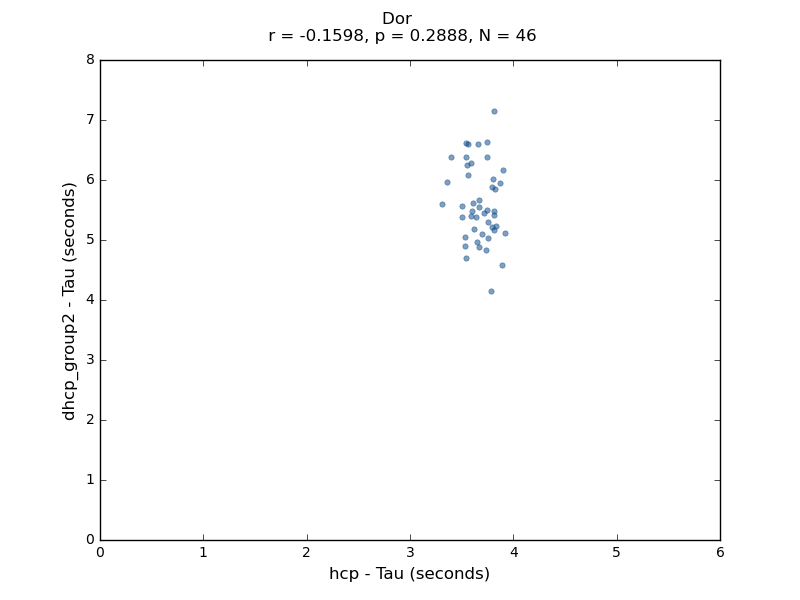 Dor
r = -0.1598, p = 0.2888, N = 46
8
7
6
5
4
3
2
1
0
dhcp_group2 - Tau (seconds)
0 1 2 3 4 5 6
hcp - Tau (seconds)